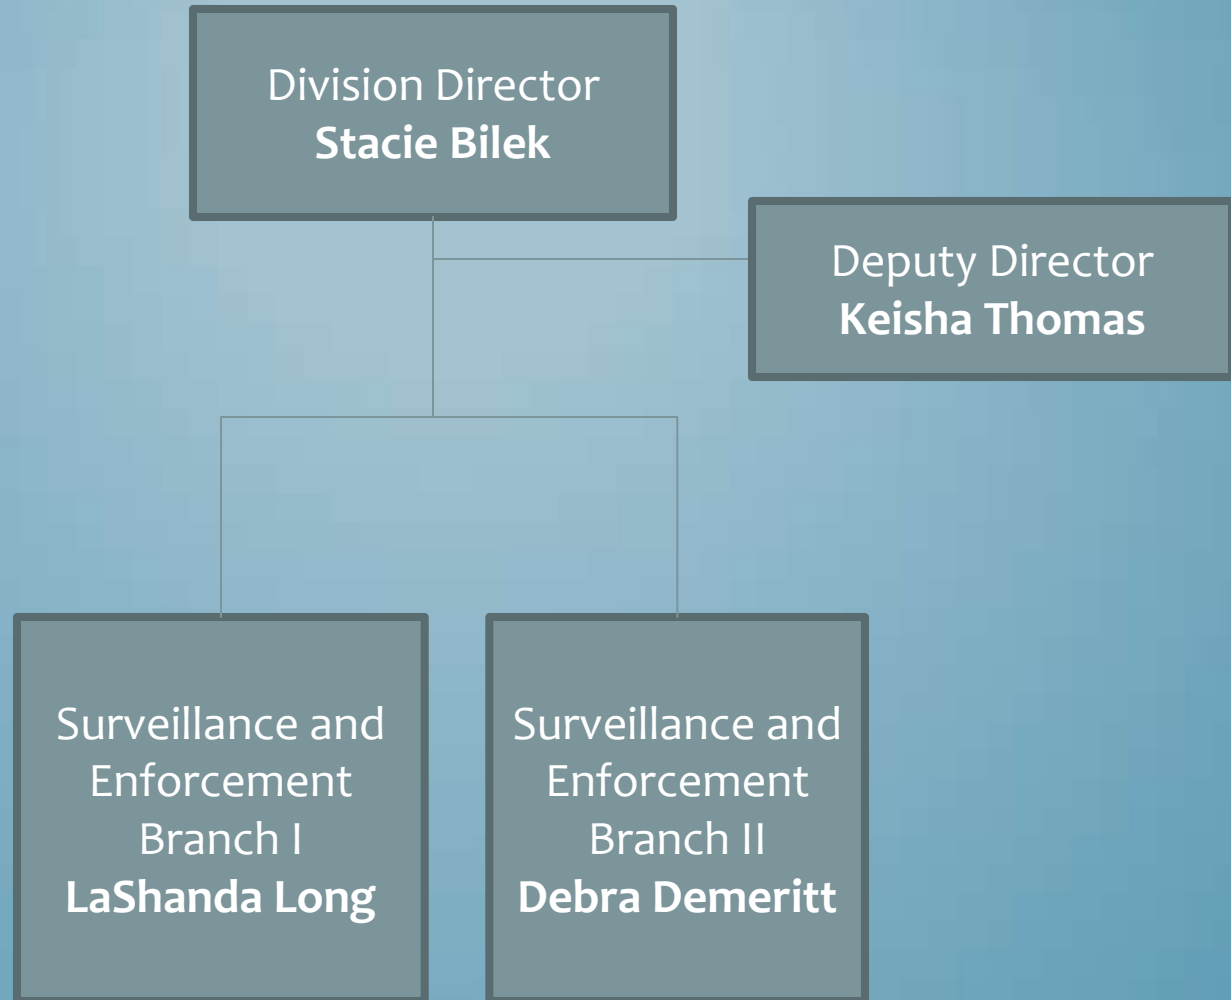 Division Director
Stacie Bilek
Deputy Director
Keisha Thomas
Surveillance and
Enforcement
Branch I
LaShanda Long
Surveillance and
Enforcement
Branch II
Debra Demeritt